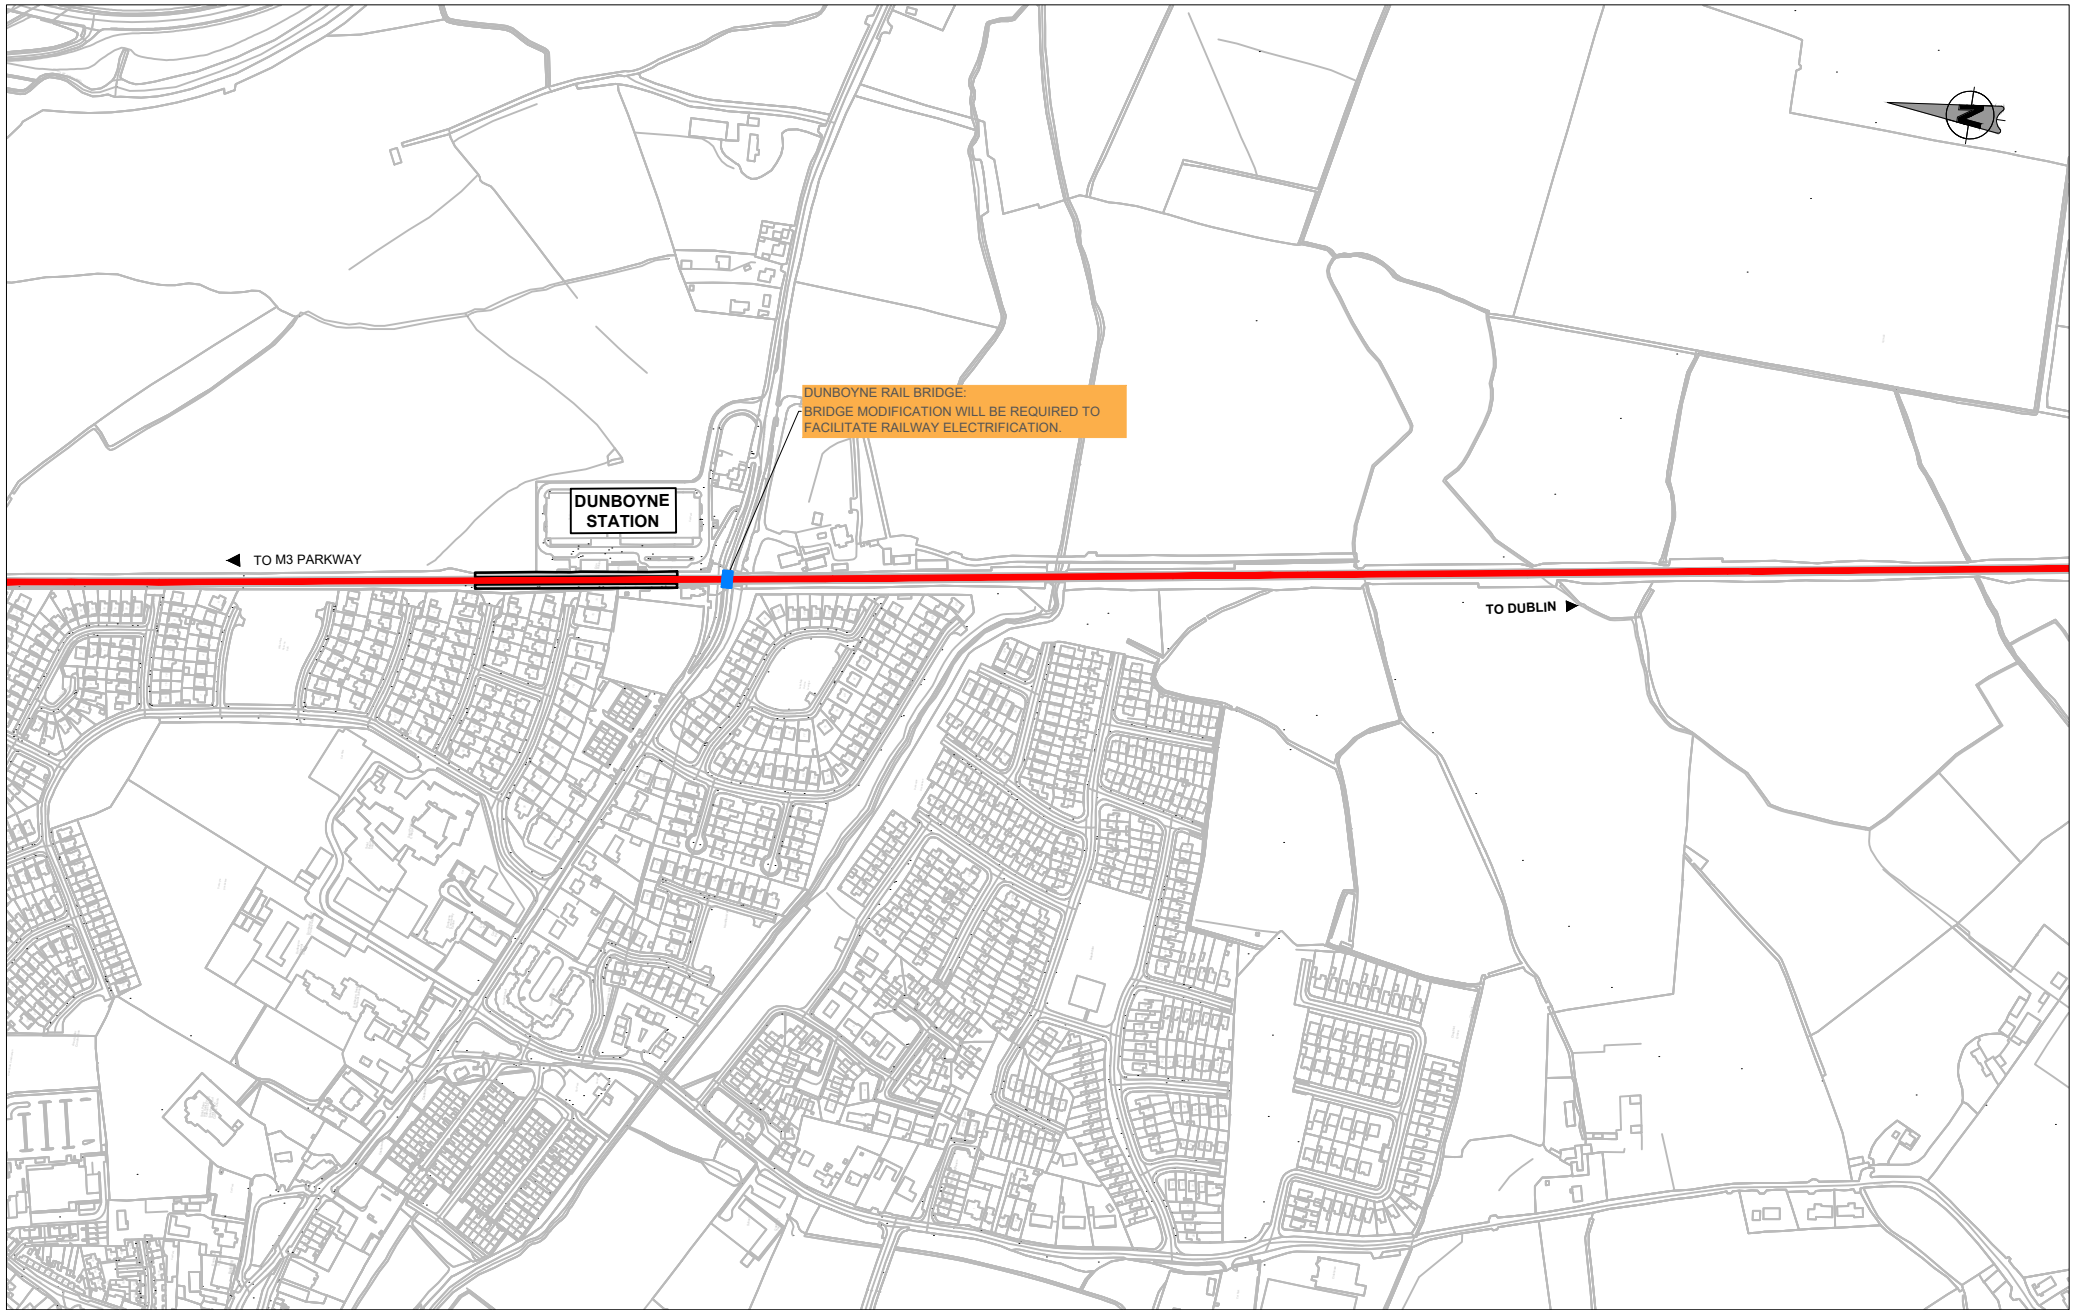 N
DUNBOYNE RAIL BRIDGE:
BRIDGE MODIFICATION WILL BE REQUIRED TO
FACILITATE RAILWAY ELECTRIFICATION.
DUNBOYNE
STATION
TO M3 PARKWAY
TO DUBLIN